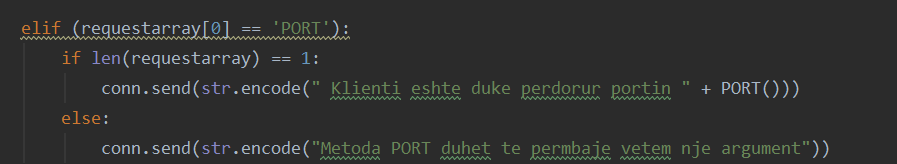 elif (requestarray[0] == 'PORT'):
    if len(requestarray) == 1:
        conn.send(str.encode(" Klienti eshte duke perdorur portin " + PORT()))
    else:
        conn.send(str.encode("Metoda PORT duhet te permbaje vetem nje argument"))